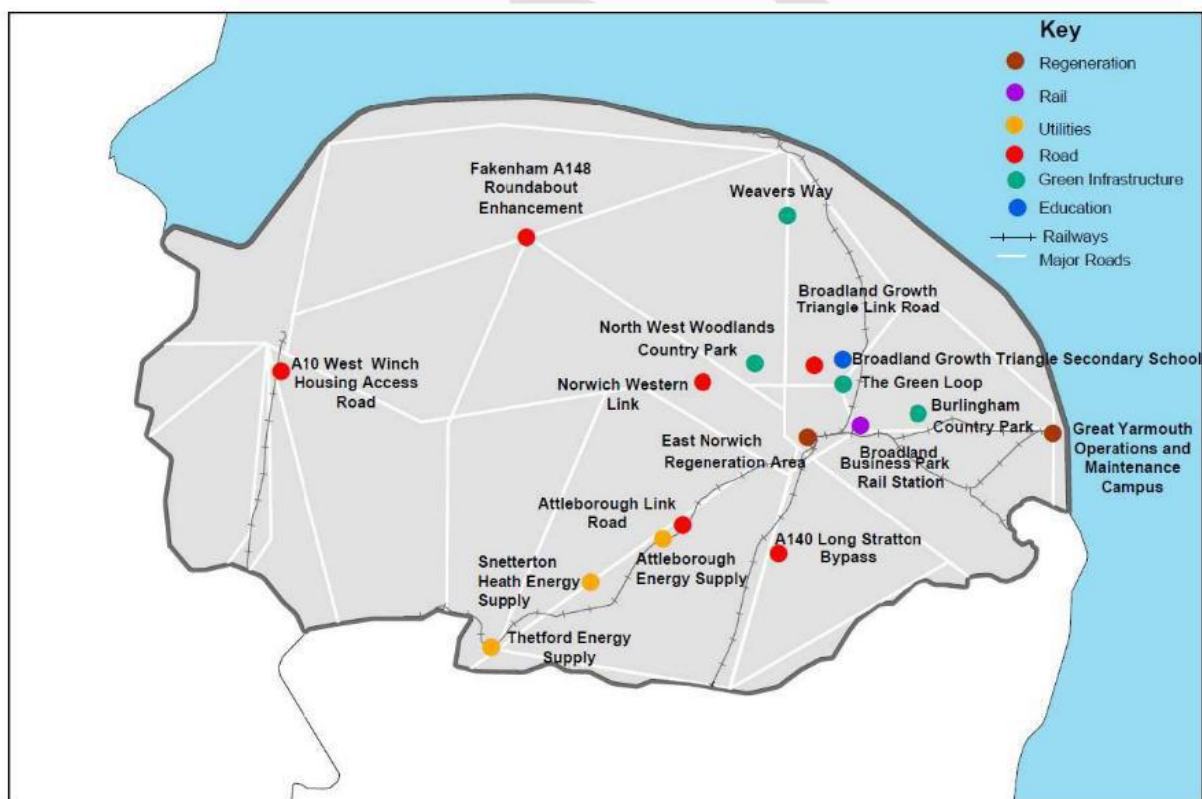 Key
Regeneration
Rail
Utilities
Road
Green Infrastructure
Education
Railways
Major Roads
Fakenham A148
Roundabout
Enhancement
Weavers Way
Broadland Growth
Triangle Link Road
North West Woodlands
Country Park
Broadland Growth Triangle Secondary School
A10 West Winch
Housing Access
Road
Norwich Western
Link
The Green Loop
Burlingham
Country Park
East Norwich
Regeneration Area
Broadland
Business Park
Rail Station
Great Yarmouth
Operations and
Maintenance
Campus
Attleborough Link
Road
A140 Long Stratton
Bypass
Attleborough
Energy Supply
Snetterton
Heath Energy
Supply
Thetford Energy
Supply